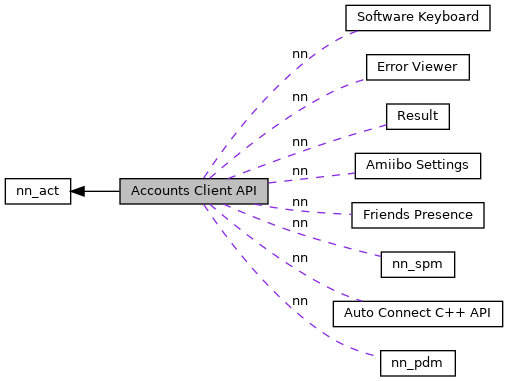 Software Keyboard
nn
Error Viewer
nn
Result
nn
Amiibo Settings
nn
nn_act
Accounts Client API
nn
Friends Presence
nn
nn_spm
nn
Auto Connect C++ API
nn
nn_pdm